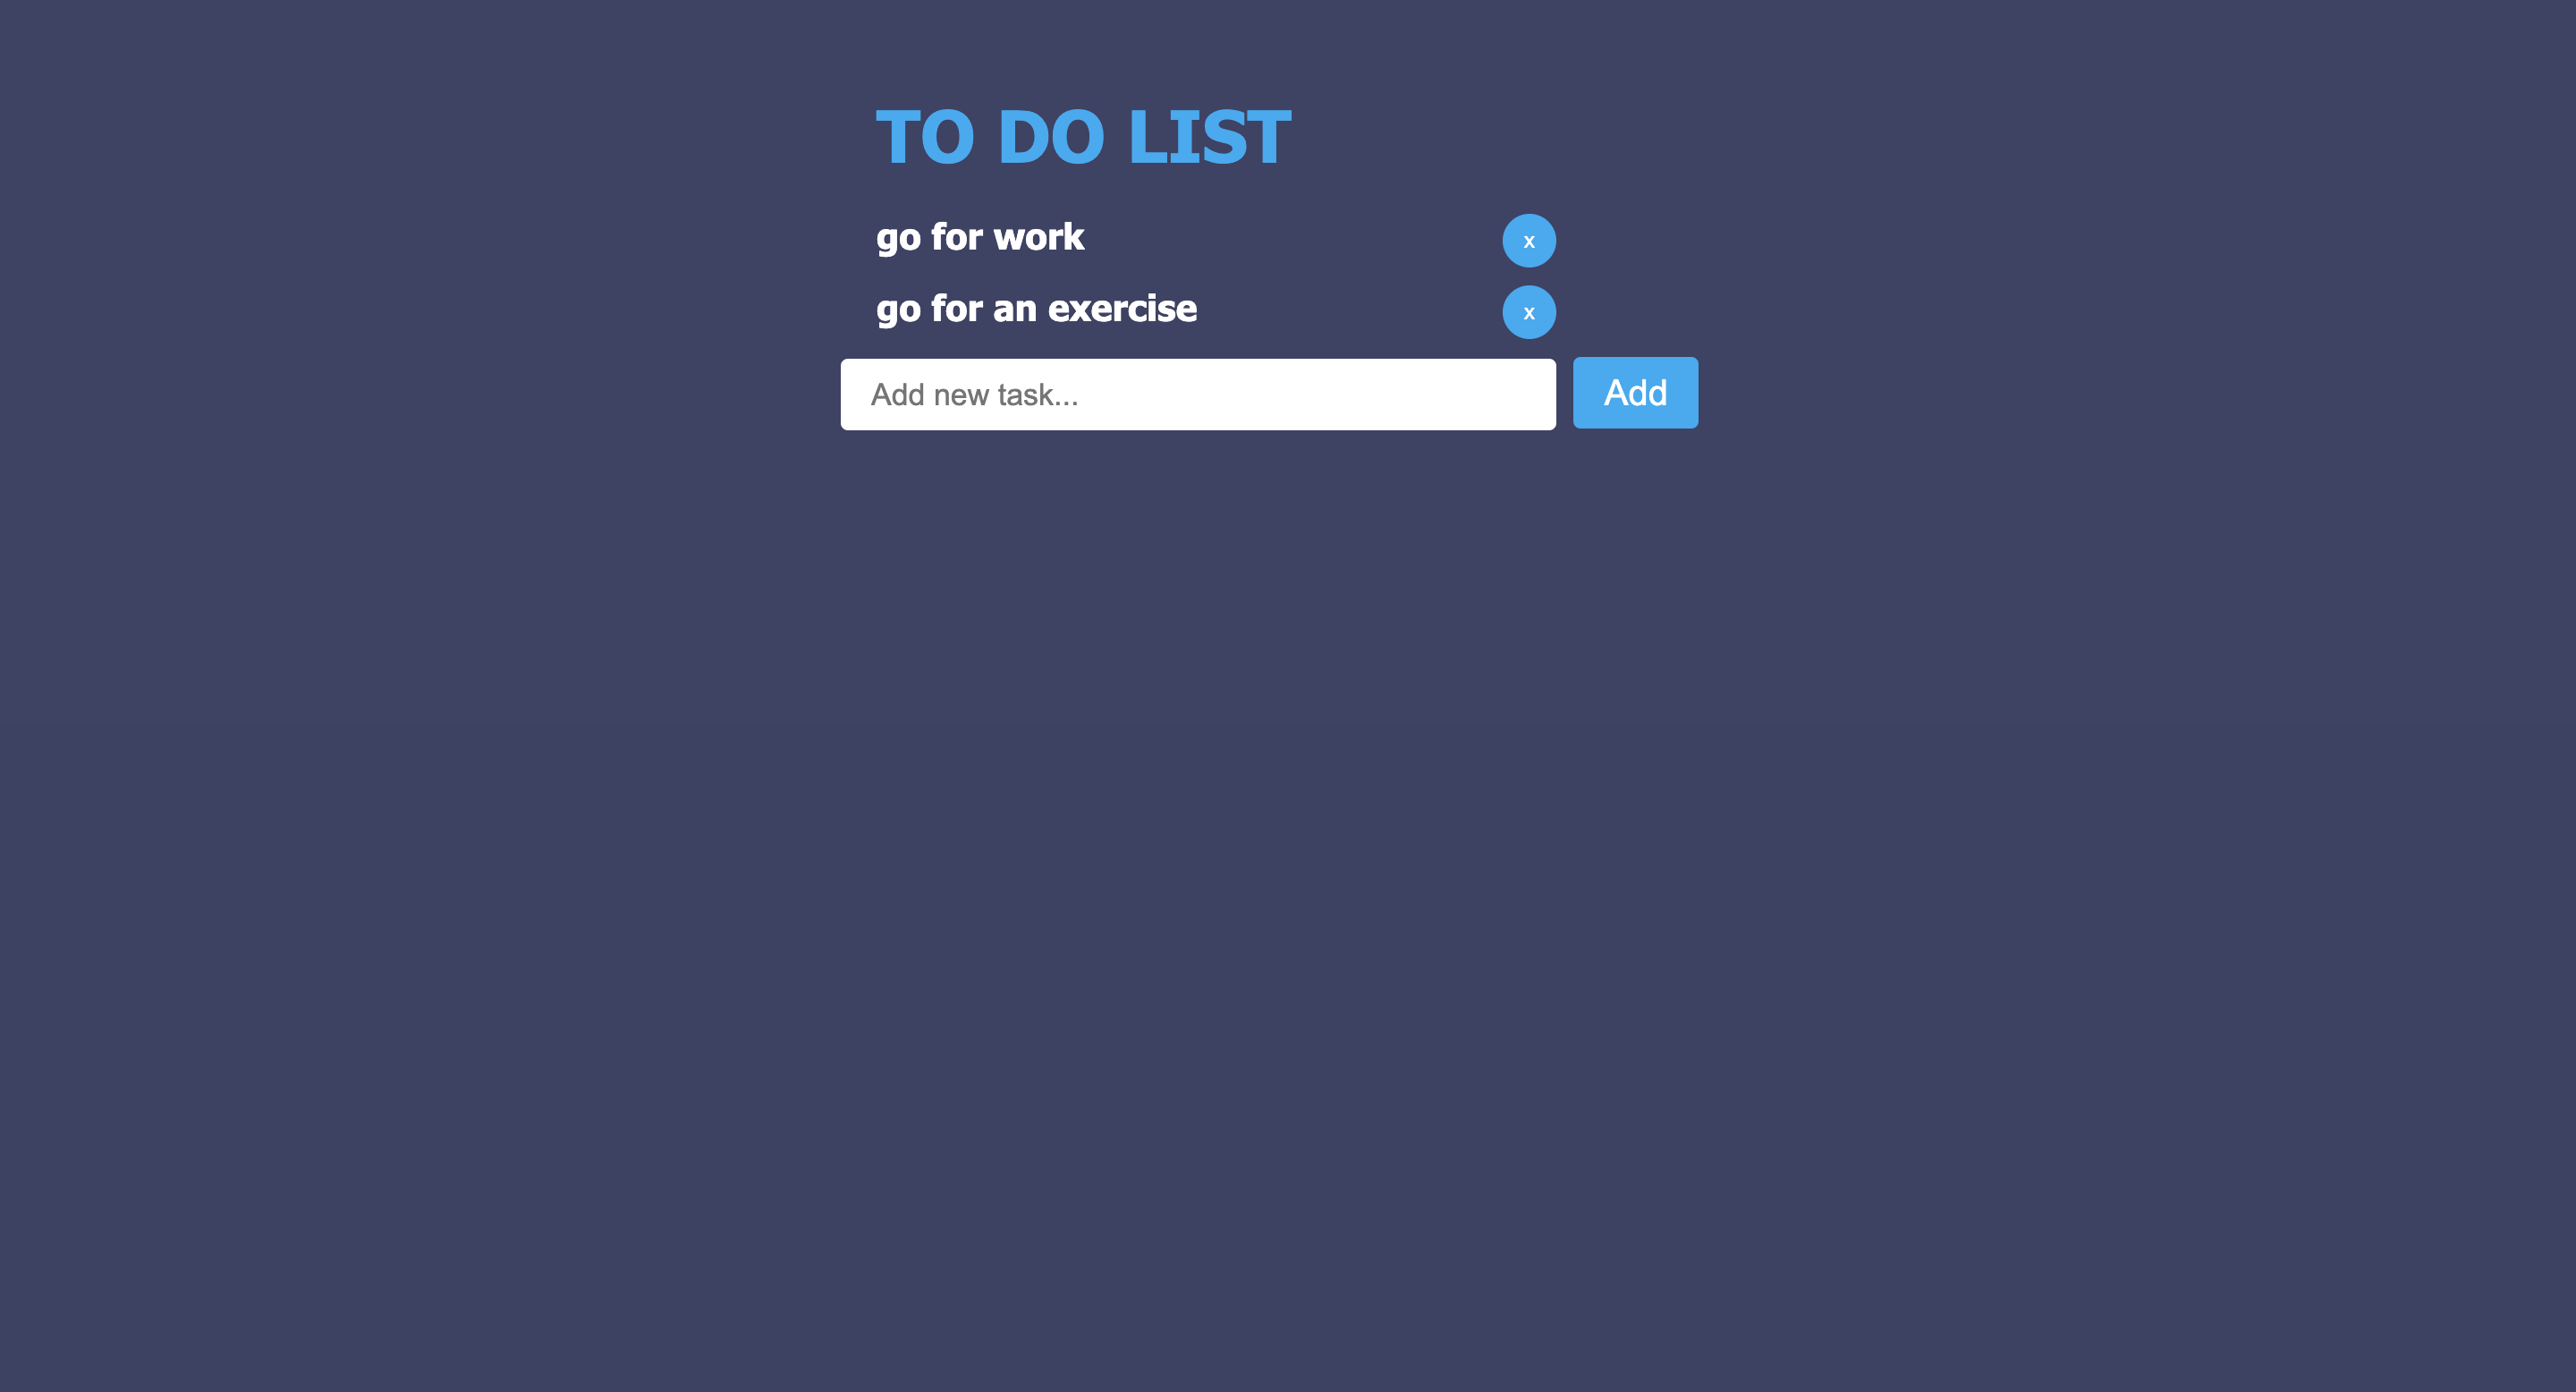 TO DO LIST
go for work
x
go for an exercise
x
Add new task...
Add